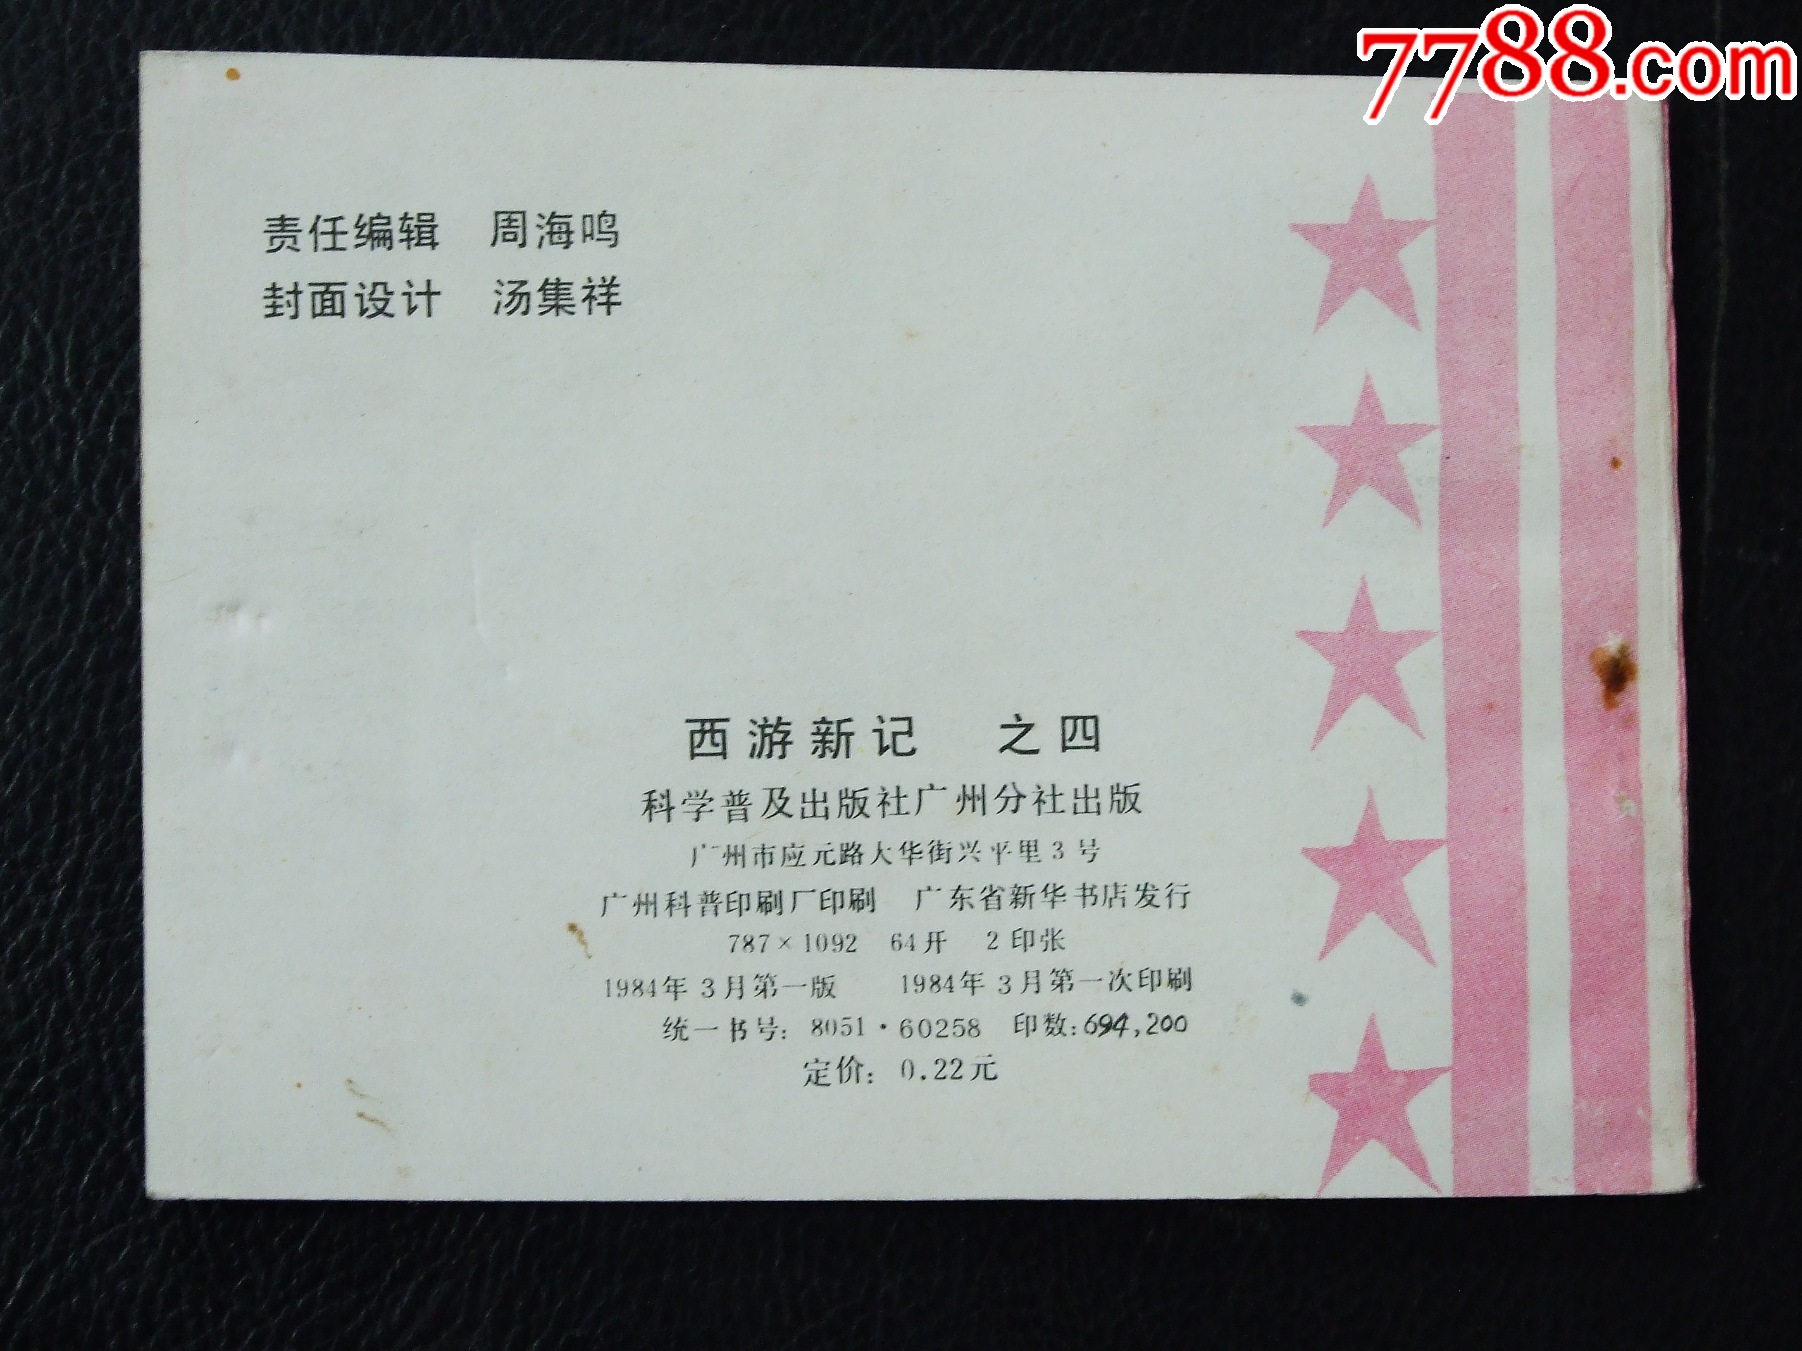 7788.com
责任编辑 周海鸣
封面设计 汤集祥
西游新记 之四
科学普及出版社广州分社出版
广州市应元路大华街兴平里3号
广州科普印刷厂印刷 广东省新华书店发行
787×1092 64开 2印张
1984年3月第一版 1984年3月第一次印刷
统一书号：8051·60258 印数：694,200
定价：0.22元